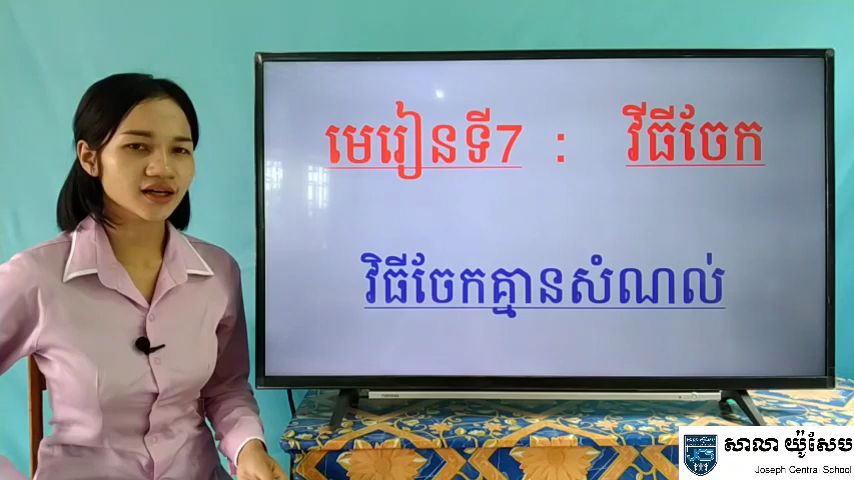 មេរៀនទី7 : វីធីចែក
វិធីចែកគ្មានសំណល់
សាលា យ៉ូសែប
Joseph Central School